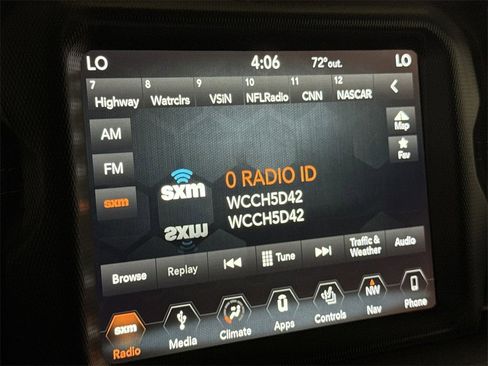 LO 4:06 72°out. LO
7 8 9 10 11 12
Highway Watrclrs VSIN NFLRadio CNN NASCAR
AM
Map
FM
Fav
sxm
sxm
0 RADIO ID
WCCH5D42
WCCH5D42
Browse Replay Tune Traffic & Weather Audio
sxm NW
Radio Media Climate Apps Controls Nav Phone